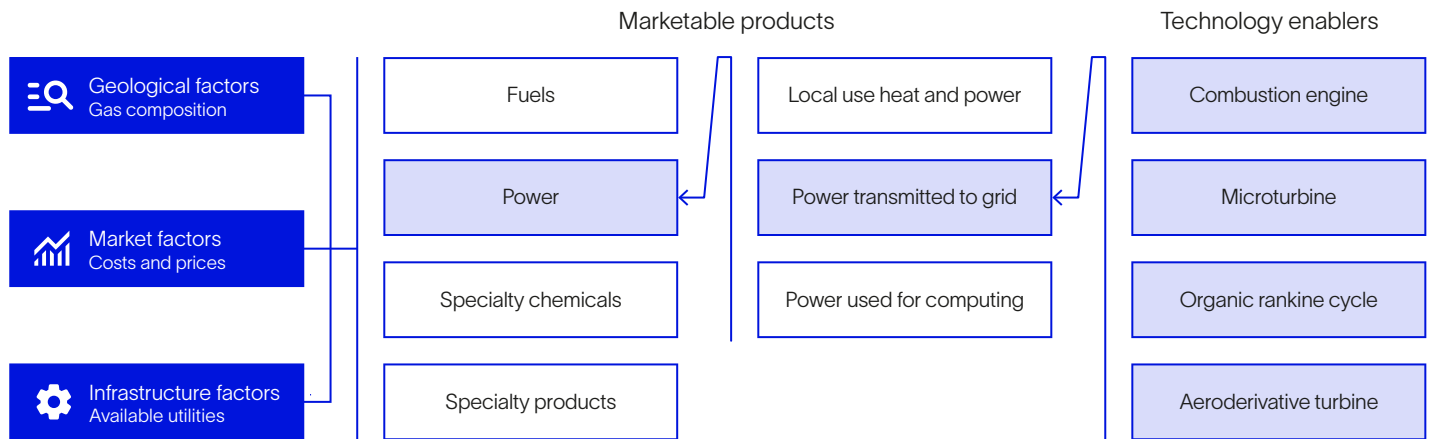 Marketable products
Technology enablers
Geological factors
Gas composition
Market factors
Costs and prices
Infrastructure factors
Available utilities
Fuels
Power
Specialty chemicals
Specialty products
Local use heat and power
Power transmitted to grid
Power used for computing
Combustion engine
Microturbine
Organic rankine cycle
Aeroderivative turbine